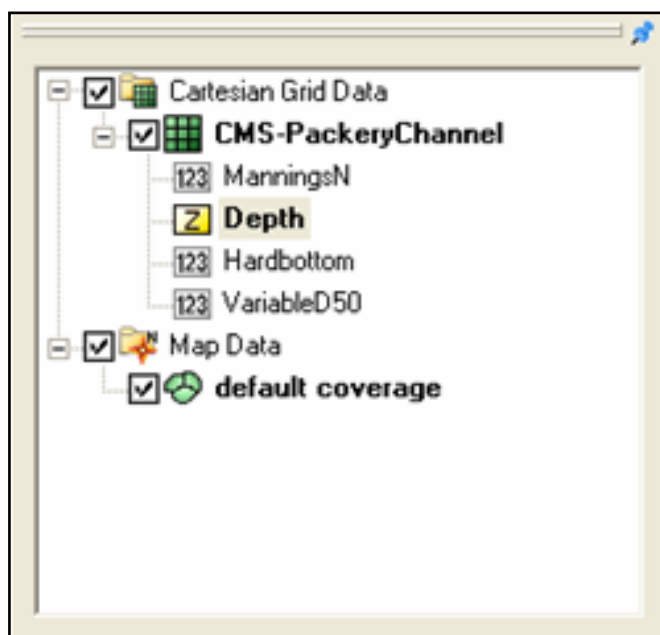 Cartesian Grid Data
CMS-PackeryChannel
123 ManningsN
Z Depth
123 Hardbottom
123 VariableD50
N
Map Data
default coverage